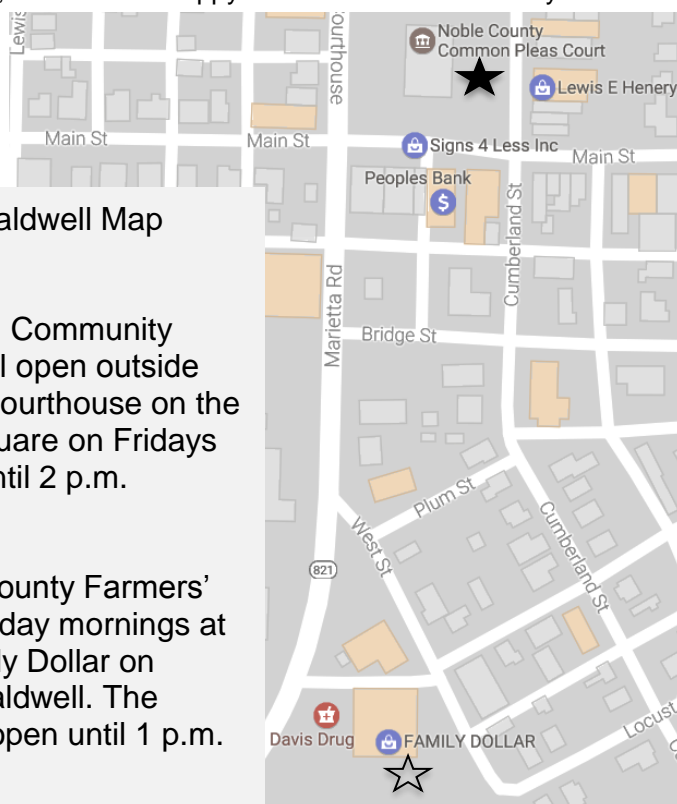 Lewis
Courthouse
Noble County
Common Pleas Court
Lewis E Henery
Main St
Main St
Signs 4 Less Inc
Main St
Peoples Bank
$
Cumberland St
Marietta Rd
Bridge St
aldwell Map
Community
l open outside
ourthouse on the
uare on Fridays
ntil 2 p.m.
ounty Farmers'
day mornings at
ly Dollar on
aldwell. The
open until 1 p.m.
Plum St
West St
Cumberland St
821
Davis Drug
FAMILY DOLLAR
Locust